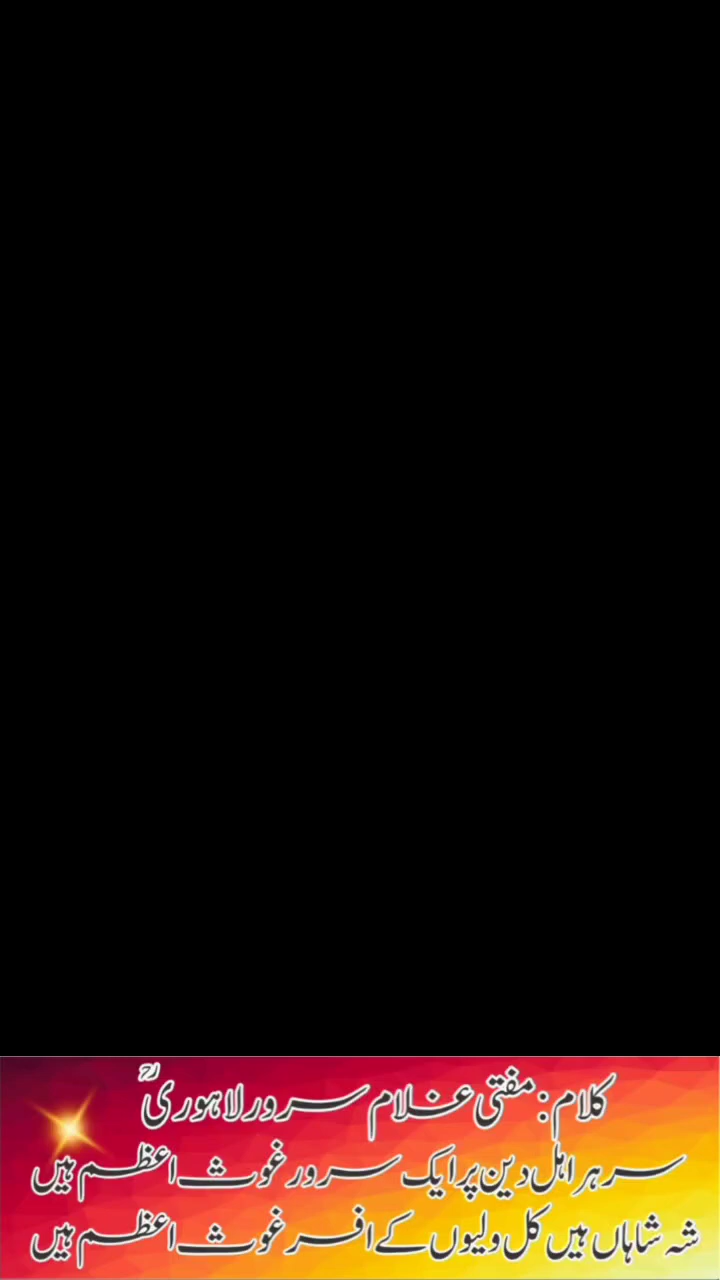 کلام: مفتی غلام سرور لاہوریؒ
سر ہر اہل دین پر ایک سرور غوث اعظم ہیں
شہ شاہاں ہیں کل ولیوں کے افسر غوث اعظم ہیں